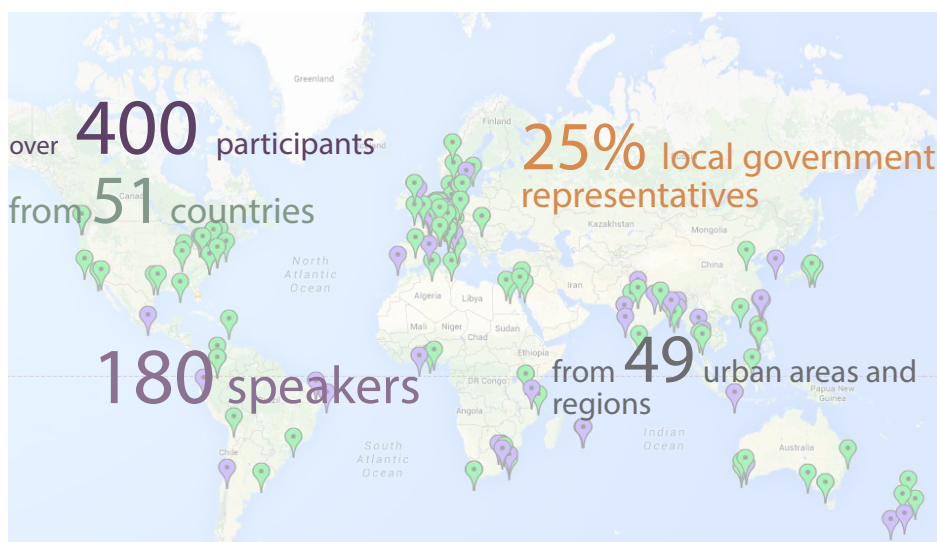 over 400 participants
from 51 countries
25% local government
representatives
180 speakers
from 49 urban areas and
regions
Greenland
Finland
Canada
Kazakhstan
Mongolia
China
North
Atlantic
Ocean
Iran
Algeria
Libya
Mali
Niger
Chad
Sudan
Ethiopia
DR Congo
Angola
Papua New
Guinea
South
Atlantic
Ocean
Indian
Ocean
Chile
Australia